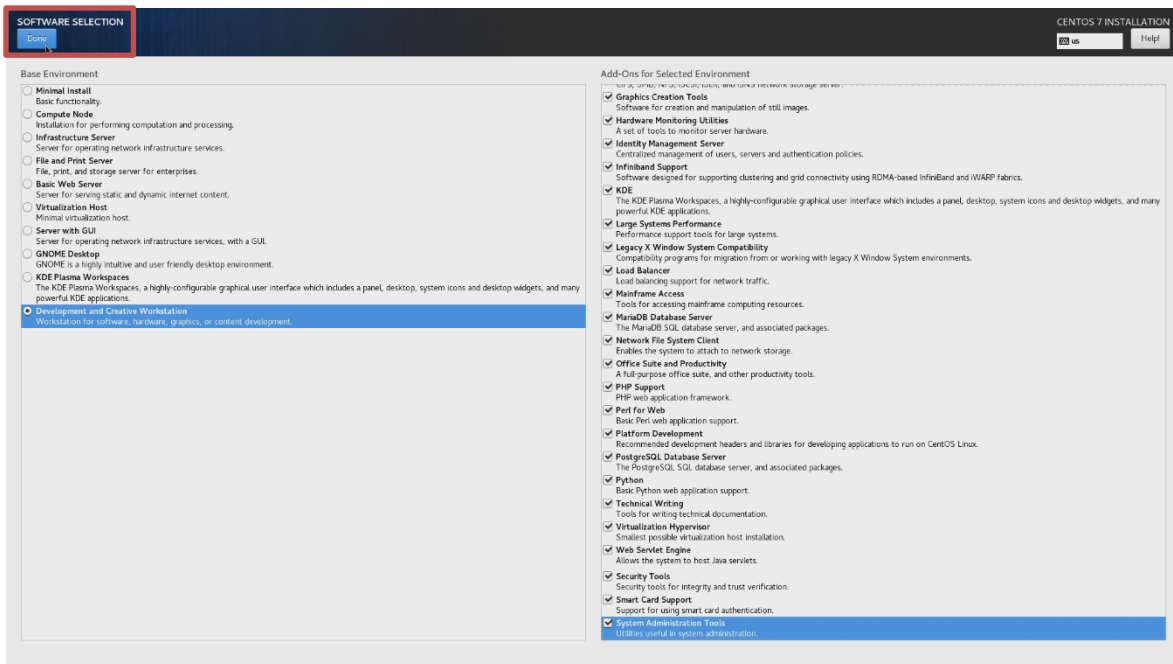 SOFTWARE SELECTION
Done
CENTOS 7 INSTALLATION
us
Help!
Base Environment
Minimal Install
Basic functionality.
Compute Node
Installation for performing computation and processing.
Infrastructure Server
Server for operating network infrastructure services.
File and Print Server
File, print, and storage server for enterprises.
Basic Web Server
Server for serving static and dynamic internet content.
Virtualization Host
Minimal virtualization host.
Server with GUI
Server for operating network infrastructure services, with a GUI.
GNOME Desktop
GNOME is a highly intuitive and user friendly desktop environment.
KDE Plasma Workspaces
The KDE Plasma Workspaces, a highly-configurable graphical user interface which includes a panel, desktop, system icons and desktop widgets, and many
powerful KDE applications.
Development and Creative Workstation
Workstation for software, hardware, graphics, or content development.
Add-Ons for Selected Environment
CIFS, SMB, NFS, iSCSI, iSER, and iSNS network storage server.
Graphics Creation Tools
Software for creation and manipulation of still images.
Hardware Monitoring Utilities
A set of tools to monitor server hardware.
Identity Management Server
Centralized management of users, servers and authentication policies.
Infiniband Support
Software designed for supporting clustering and grid connectivity using RDMA-based InfiniBand and iWARP fabrics.
KDE
The KDE Plasma Workspaces, a highly-configurable graphical user interface which includes a panel, desktop, system icons and desktop widgets, and many
powerful KDE applications.
Large Systems Performance
Performance support tools for large systems.
Legacy X Window System Compatibility
Compatibility programs for migration from or working with legacy X Window System environments.
Load Balancer
Load balancing support for network traffic.
Mainframe Access
Tools for accessing mainframe computing resources.
MariaDB Database Server
The MariaDB SQL database server, and associated packages.
Network File System Client
Enables the system to attach to network storage.
Office Suite and Productivity
A full-purpose office suite, and other productivity tools.
PHP Support
PHP web application framework.
Perl for Web
Basic Perl web application support.
Platform Development
Recommended development headers and libraries for developing applications to run on CentOS Linux.
PostgreSQL Database Server
The PostgreSQL SQL database server, and associated packages.
Python
Basic Python web application support.
Technical Writing
Tools for writing technical documentation.
Virtualization Hypervisor
Smallest possible virtualization host installation.
Web Servlet Engine
Allows the system to host Java servlets.
Security Tools
Security tools for integrity and trust verification.
Smart Card Support
Support for using smart card authentication.
System Administration Tools
Utilities useful in system administration.